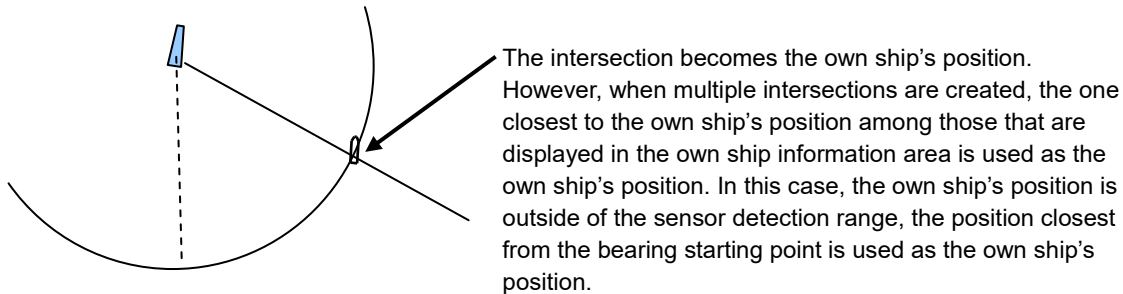 The intersection becomes the own ship's position.
However, when multiple intersections are created, the one
closest to the own ship's position among those that are
displayed in the own ship information area is used as the
own ship's position. In this case, the own ship's position is
outside of the sensor detection range, the position closest
from the bearing starting point is used as the own ship's
position.